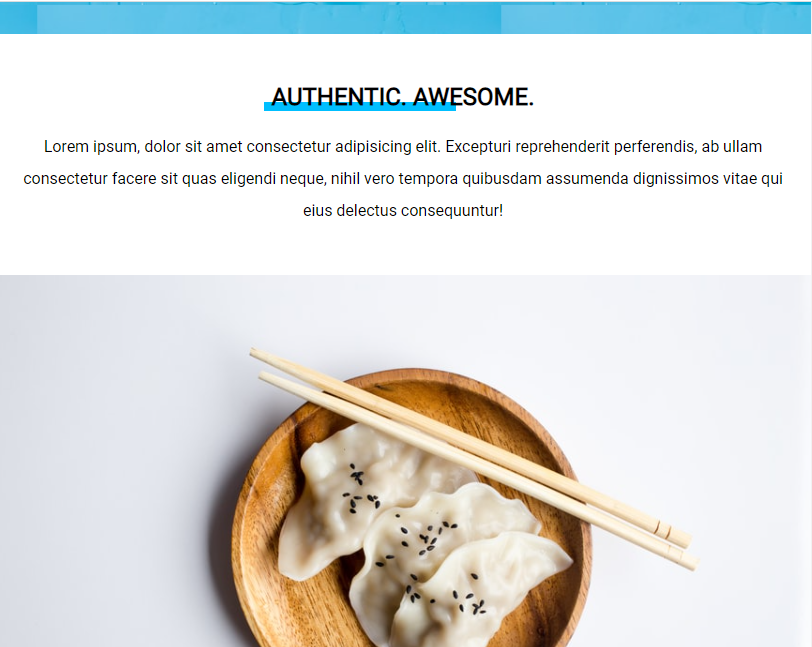 AUTHENTIC. AWESOME.
Lorem ipsum, dolor sit amet consectetur adipisicing elit. Excepturi reprehenderit perferendis, ab ullam
consectetur facere sit quas eligendi neque, nihil vero tempora quibusdam assumenda dignissimos vitae qui
eius delectus consequuntur!